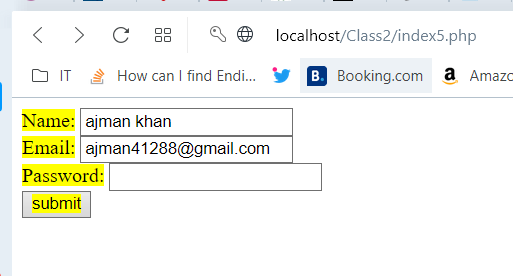 localhost/Class2/index5.php
IT How can I find Endi... B. Booking.com a Amazo
Name: ajman khan
Email: ajman41288@gmail.com
Password:
submit